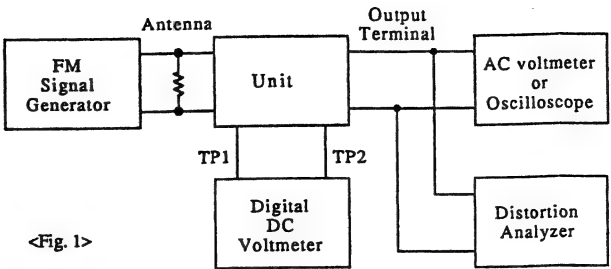 Antenna
Output
Terminal
FM
Signal
Generator
Unit
AC voltmeter
or
Oscilloscope
TP1
TP2
Digital
DC
Voltmeter
Distortion
Analyzer
<Fig. 1>